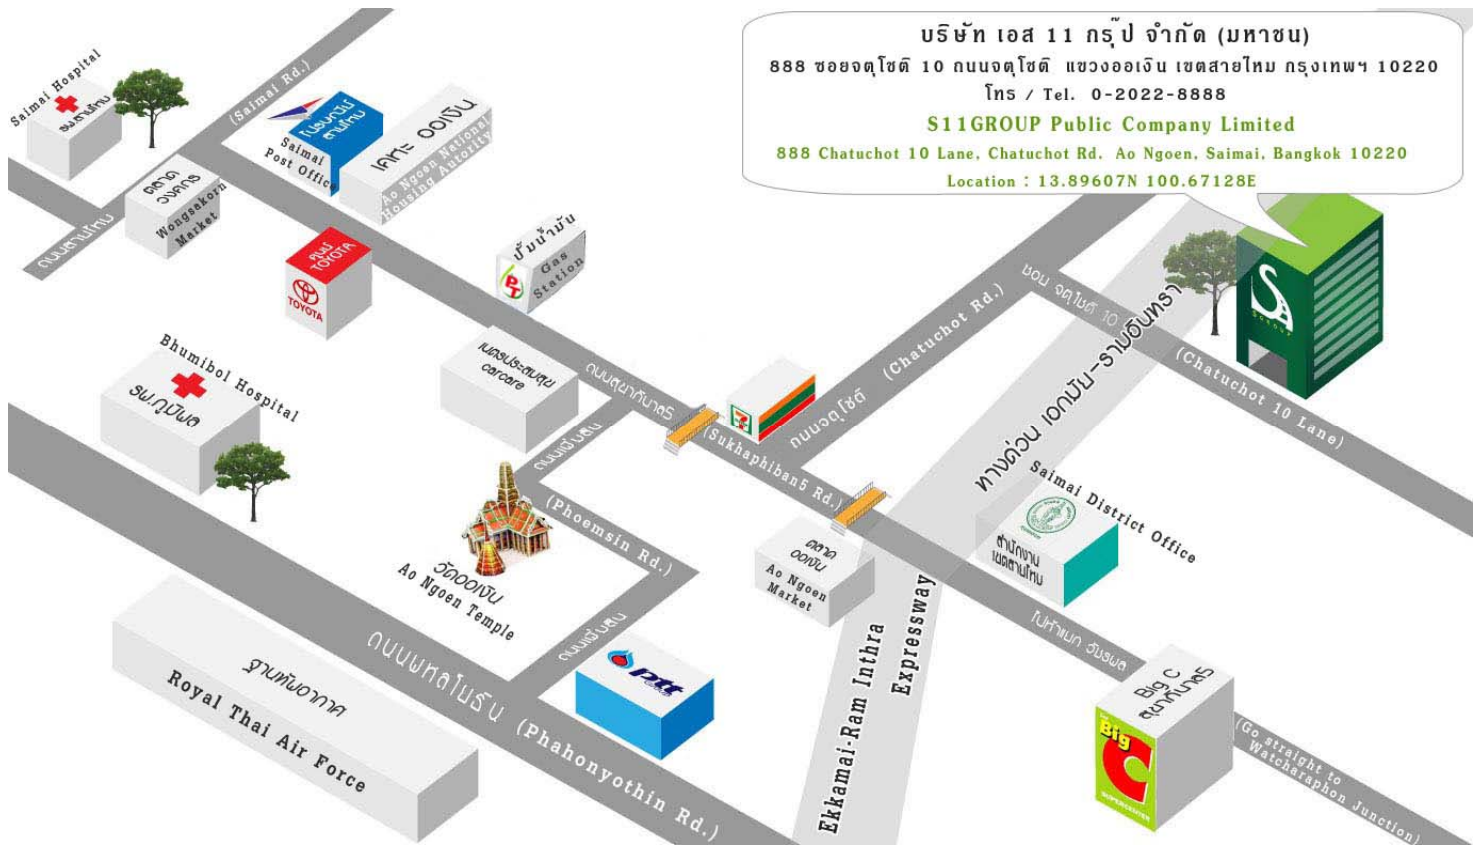 บริษัท เอส 11 กรุ๊ป จำกัด (มหาชน)
888 ซอยจตุโชติ 10 ถนนจตุโชติ แขวงออเงิน เขตสายไหม กรุงเทพฯ 10220
โทร / Tel. 0-2022-8888
S11GROUP Public Company Limited
888 Chatuchot 10 Lane, Chatuchot Rd. Ao Ngoen, Saimai, Bangkok 10220
Location : 13.89607N 100.67128E
Saimai Hospital
รพ.สายไหม
(Saimai Rd.)
ถนนสายไหม
ตลาด
วงศกร
Wongsakorn
Market
ไปรษณีย์
สายไหม
Saimai
Post Office
เคหะ ออเงิน
Ao Ngoen National
Housing Autority
TOYOTA
TOYOTA
ปั๊มน้ำมัน
Gas
Station
PT
carcare
ถนนสุขาภิบาล5
(Sukhaphiban5 Rd.)
7
ถนนจตุโชติ
(Chatuchot Rd.)
ซอย จตุโชติ 10
(Chatuchot 10 Lane)
ทางด่วน เอกมัย-รามอินทรา
Ekkamai-Ram Inthra
Expressway
Bhumibol Hospital
รพ.ภูมิพล
ถนนเพิ่มสิน
(Phoemsin Rd.)
ถนนเพิ่มสิน
วัดออเงิน
Ao Ngoen Temple
ตลาด
ออเงิน
Ao Ngoen
Market
Saimai District Office
สำนักงาน
เขตสายไหม
ไปห้าแยก วัชรพล
(Go straight to
Watcharaphon Junction)
Big C
สุขาภิบาล5
Big
C
SUPERCENTER
ptt
ถนนพหลโยธิน
(Phahonyothin Rd.)
ฐานทัพอากาศ
Royal Thai Air Force